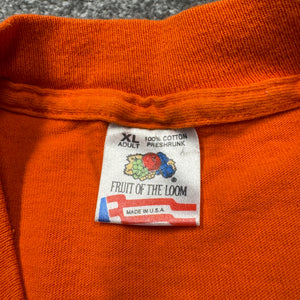 XL 100% COTTON
ADULT PRESHRUNK
FRUIT OF THE LOOM
®
MADE IN U.S.A.